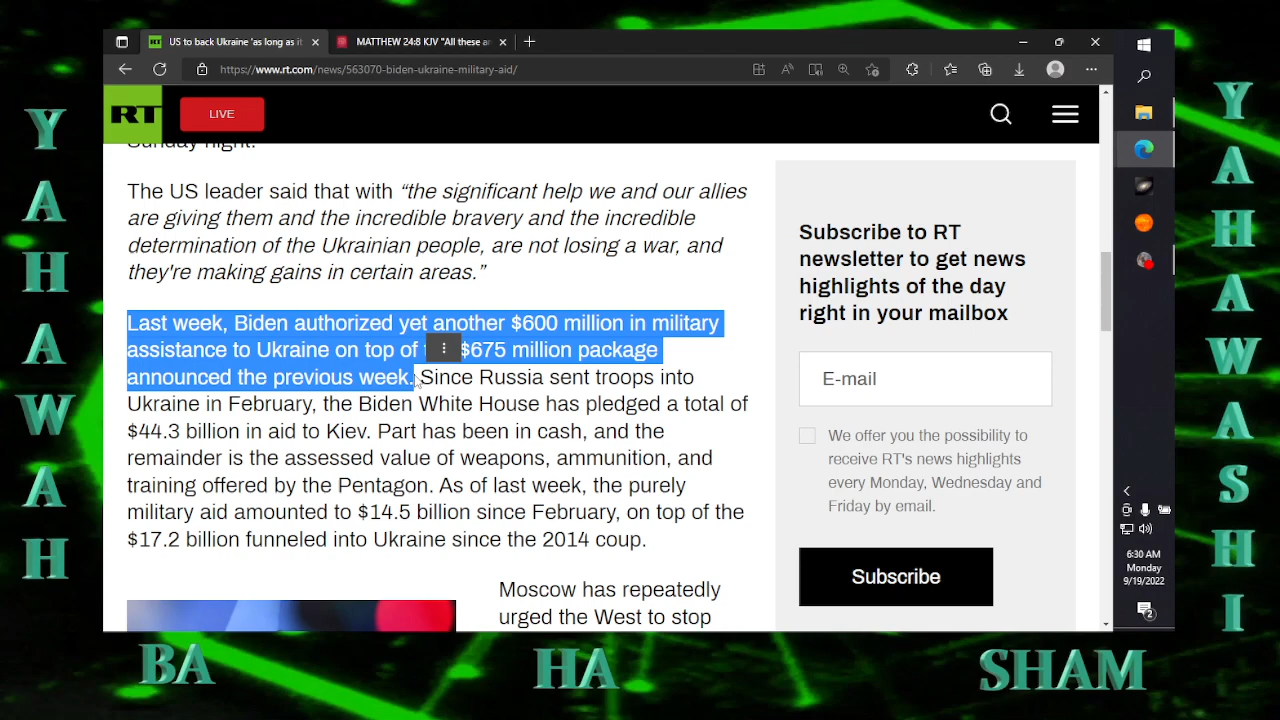 US to back Ukraine 'as long as it
MATTHEW 24:8 KJV "All these ar
https://www.rt.com/news/563070-biden-ukraine-military-aid/
RT
LIVE
Sunday night.
The US leader said that with “the significant help we and our allies
are giving them and the incredible bravery and the incredible
determination of the Ukrainian people, are not losing a war, and
they're making gains in certain areas.”
Last week, Biden authorized yet another $600 million in military
assistance to Ukraine on top of $675 million package
announced the previous week. Since Russia sent troops into
Ukraine in February, the Biden White House has pledged a total of
$44.3 billion in aid to Kiev. Part has been in cash, and the
remainder is the assessed value of weapons, ammunition, and
training offered by the Pentagon. As of last week, the purely
military aid amounted to $14.5 billion since February, on top of the
$17.2 billion funneled into Ukraine since the 2014 coup.
Moscow has repeatedly
urged the West to stop
Subscribe to RT
newsletter to get news
highlights of the day
right in your mailbox
E-mail
We offer you the possibility to
receive RT's news highlights
every Monday, Wednesday and
Friday by email.
Subscribe
6:30 AM
Monday
9/19/2022
2
YAHAWAH
YAHAWASHI
BA HA SHAM